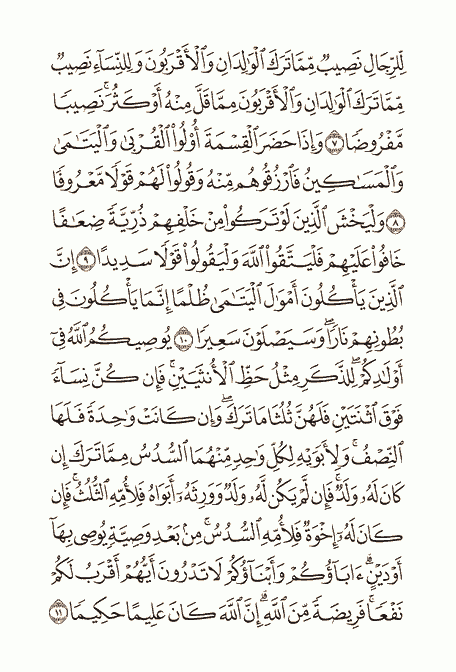 لِّلرِّجَالِ نَصِيبٌ مِّمَّا تَرَكَ ٱلۡوَٰلِدَانِ وَٱلۡأَقۡرَبُونَ وَلِلنِّسَآءِ نَصِيبٌ
مِّمَّا تَرَكَ ٱلۡوَٰلِدَانِ وَٱلۡأَقۡرَبُونَ مِمَّا قَلَّ مِنۡهُ أَوۡ كَثُرَۚ نَصِيبٗا
مَّفۡرُوضٗا ٧ وَإِذَا حَضَرَ ٱلۡقِسۡمَةَ أُوْلُواْ ٱلۡقُرۡبَىٰ وَٱلۡيَتَٰمَىٰ
وَٱلۡمَسَٰكِينُ فَٱرۡزُقُوهُم مِّنۡهُ وَقُولُواْ لَهُمۡ قَوۡلٗا مَّعۡرُوفٗا
٨ وَلۡيَخۡشَ ٱلَّذِينَ لَوۡ تَرَكُواْ مِنۡ خَلۡفِهِمۡ ذُرِّيَّةٗ ضِعَٰفًا
خَافُواْ عَلَيۡهِمۡ فَلۡيَتَّقُواْ ٱللَّهَ وَلۡيَقُولُواْ قَوۡلٗا سَدِيدًا ٩ إِنَّ
ٱلَّذِينَ يَأۡكُلُونَ أَمۡوَٰلَ ٱلۡيَتَٰمَىٰ ظُلۡمًا إِنَّمَا يَأۡكُلُونَ فِي
بُطُونِهِمۡ نَارٗاۖ وَسَيَصۡلَوۡنَ سَعِيرٗا ١٠ يُوصِيكُمُ ٱللَّهُ فِيٓ
أَوۡلَٰدِكُمۡۖ لِلذَّكَرِ مِثۡلُ حَظِّ ٱلۡأُنثَيَيۡنِۚ فَإِن كُنَّ نِسَآءٗ
فَوۡقَ ٱثۡنَتَيۡنِ فَلَهُنَّ ثُلُثَا مَا تَرَكَۖ وَإِن كَانَتۡ وَٰحِدَةٗ فَلَهَا
ٱلنِّصۡفُۚ وَلِأَبَوَيۡهِ لِكُلِّ وَٰحِدٖ مِّنۡهُمَا ٱلسُّدُسُ مِمَّا تَرَكَ إِن
كَانَ لَهُۥ وَلَدٞۚ فَإِن لَّمۡ يَكُن لَّهُۥ وَلَدٞ وَوَرِثَهُۥٓ أَبَوَاهُ فَلِأُمِّهِ ٱلثُّلُثُۚ فَإِن
كَانَ لَهُۥٓ إِخۡوَةٞ فَلِأُمِّهِ ٱلسُّدُسُۚ مِنۢ بَعۡدِ وَصِيَّةٖ يُوصِي بِهَآ
أَوۡ دَيۡنٍۗ ءَابَآؤُكُمۡ وَأَبۡنَآؤُكُمۡ لَا تَدۡرُونَ أَيُّهُمۡ أَقۡرَبُ لَكُمۡ
نَفۡعٗاۚ فَرِيضَةٗ مِّنَ ٱللَّهِۗ إِنَّ ٱللَّهَ كَانَ عَلِيمًا حَكِيمٗا ١١